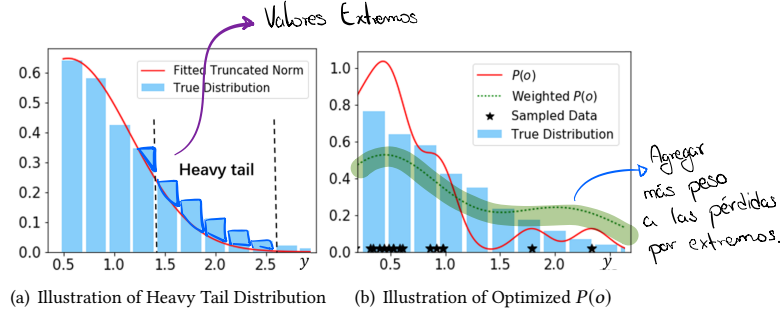 Valores Extremos
0.6
0.5
0.4
0.3
0.2
0.1
0.0
0.5
1.0
1.5
2.0
2.5
y
Fitted Truncated Norm
True Distribution
Heavy tail
(a) Illustration of Heavy Tail Distribution
1.0
0.8
0.6
0.4
0.2
0.0
0.5
1.0
1.5
2.0
y
P(o)
Weighted P(o)
Sampled Data
True Distribution
(b) Illustration of Optimized P(o)
Agregar
más peso
a las pérdidas
por extremos.